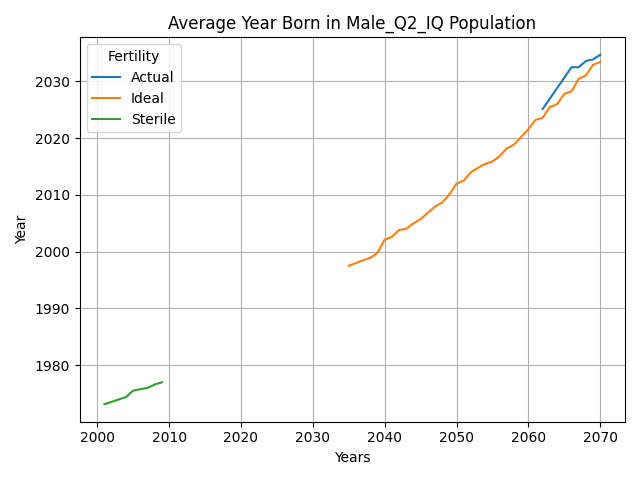 Average Year Born in Male_Q2_IQ Population
Fertility
Actual
Ideal
Sterile
Year
2030
2020
2010
2000
1990
1980
2000 2010 2020 2030 2040 2050 2060 2070
Years